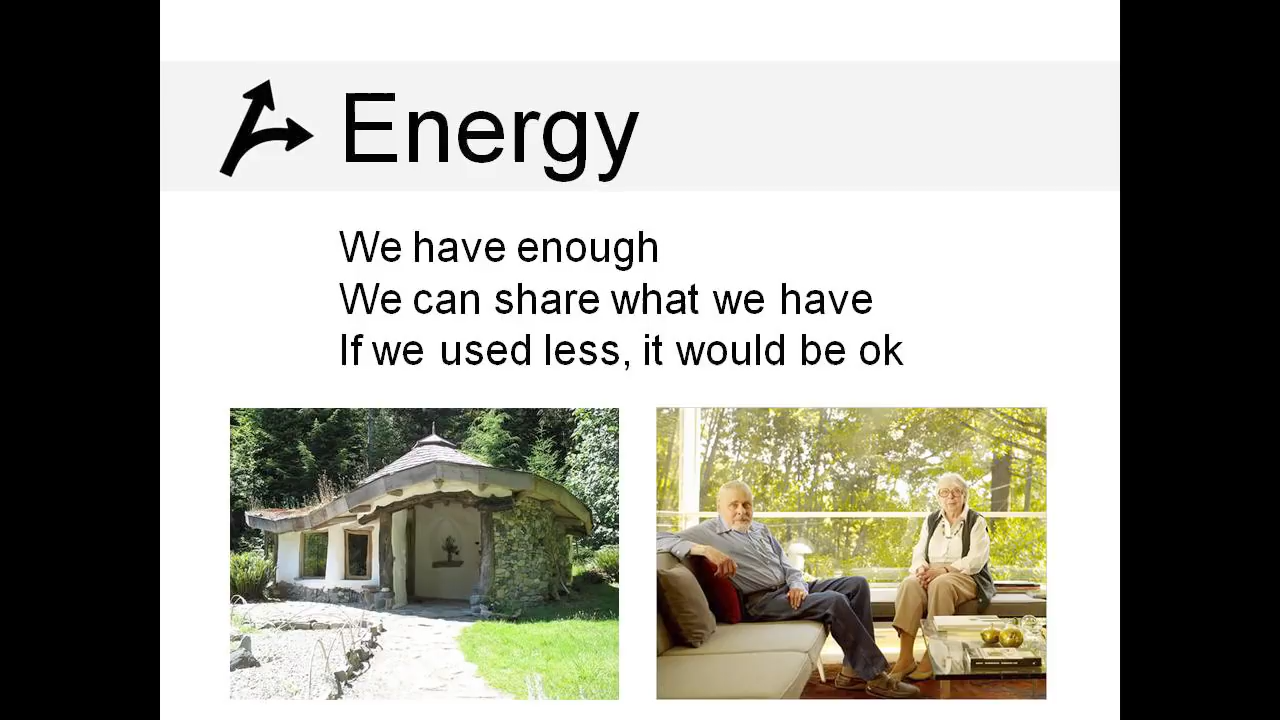 Energy
We have enough
We can share what we have
If we used less, it would be ok